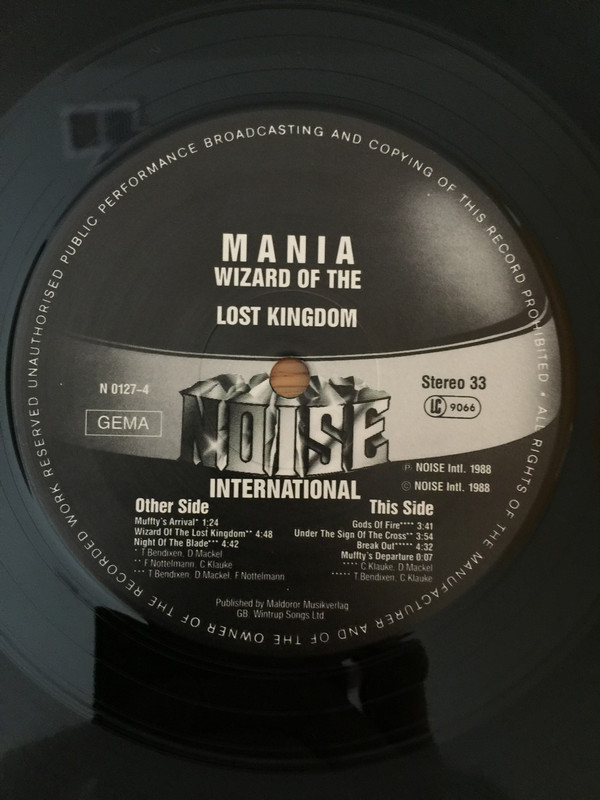 RESERVED UNAUTHORISED PUBLIC PERFORMANCE BROADCASTING AND COPYING OF THIS RECORD PROHIBITED • ALL RIGHTS OF THE MANUFACTURER AND OF THE OWNER OF THE RECORDED WORK
MANIA
WIZARD OF THE
LOST KINGDOM
N 0127-4
Stereo 33
GEMA
LC 9066
NOISE
INTERNATIONAL
Ⓟ NOISE Intl. 1988
© NOISE Intl. 1988
Other Side
Muffty's Arrival* 1:24
Wizard Of The Lost Kingdom** 4:48
Night Of The Blade*** 4:42
* T.Bendixen, D.Mackel
** F.Nottelmann, C.Klauke
*** T.Bendixen, D.Mackel, F.Nottelmann
This Side
Gods Of Fire**** 3:41
Under The Sign Of The Cross** 3:54
Break Out***** 4:32
Muffty's Departure 0:07
**** C.Klauke, D.Mackel
***** T.Bendixen, C.Klauke
Published by Maldoror Musikverlag
GB: Wintrup Songs Ltd.